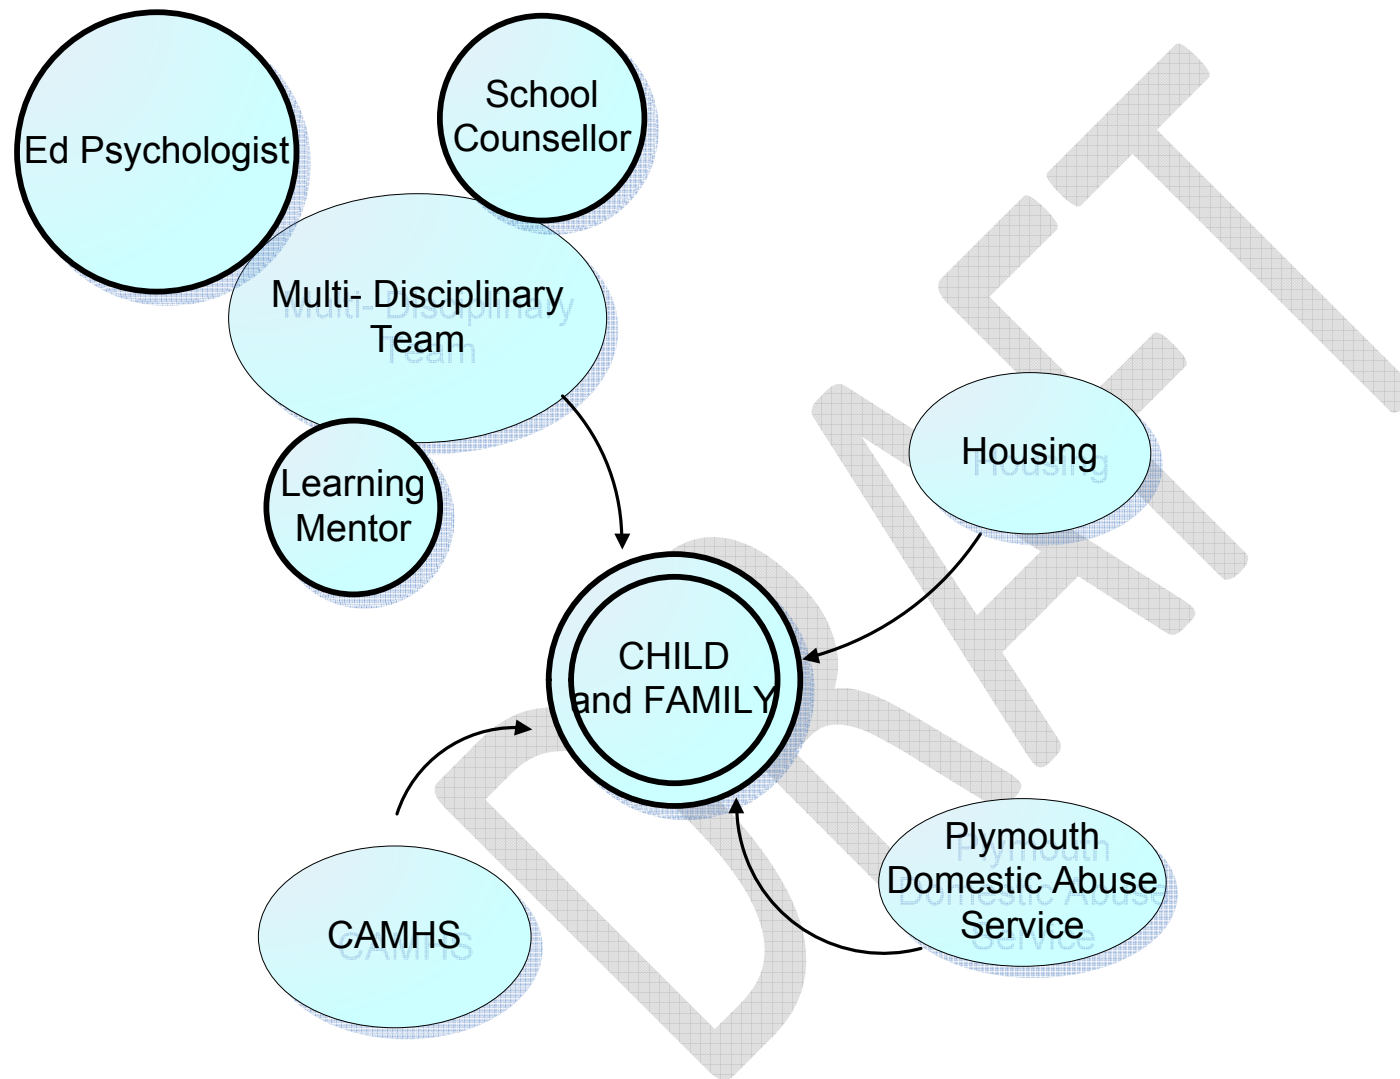 Ed Psychologist
School
Counsellor
Multi- Disciplinary
Team
Learning
Mentor
Housing
CHILD
and FAMILY
CAMHS
Plymouth
Domestic Abuse
Service
DRAFT